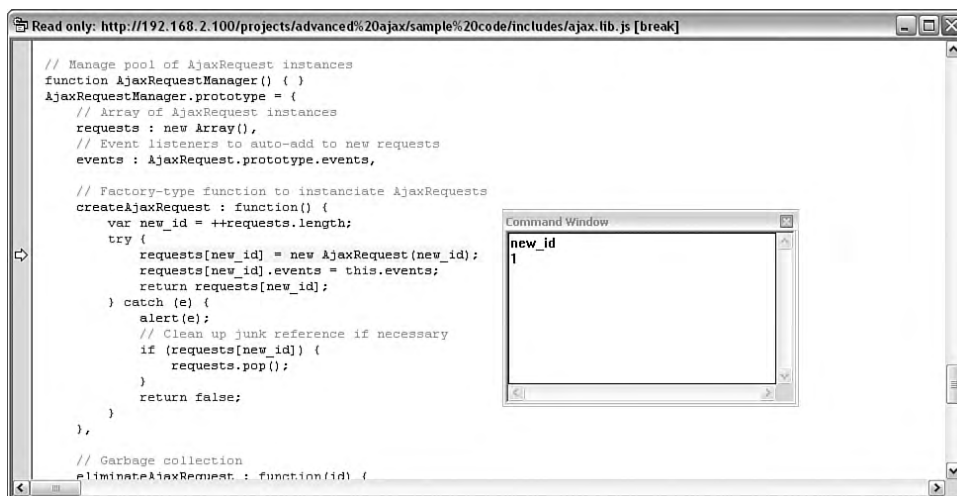 Read only: http://192.168.2.100/projects/advanced%20ajax/sample%20code/includes/ajax.lib.js [break]
// Manage pool of AjaxRequest instances
function AjaxRequestManager() { }
AjaxRequestManager.prototype = {
// Array of AjaxRequest instances
requests : new Array(),
// Event listeners to auto-add to new requests
events : AjaxRequest.prototype.events,
// Factory-type function to instanciate AjaxRequests
createAjaxRequest : function() {
var new_id = ++requests.length;
try {
requests[new_id] = new AjaxRequest(new_id);
requests[new_id].events = this.events;
return requests[new_id];
} catch (e) {
alert(e);
// Clean up junk reference if necessary
if (requests[new_id]) {
requests.pop();
}
return false;
}
},
// Garbage collection
eliminateAjaxRequest : function(id) {
Command Window
new_id
1